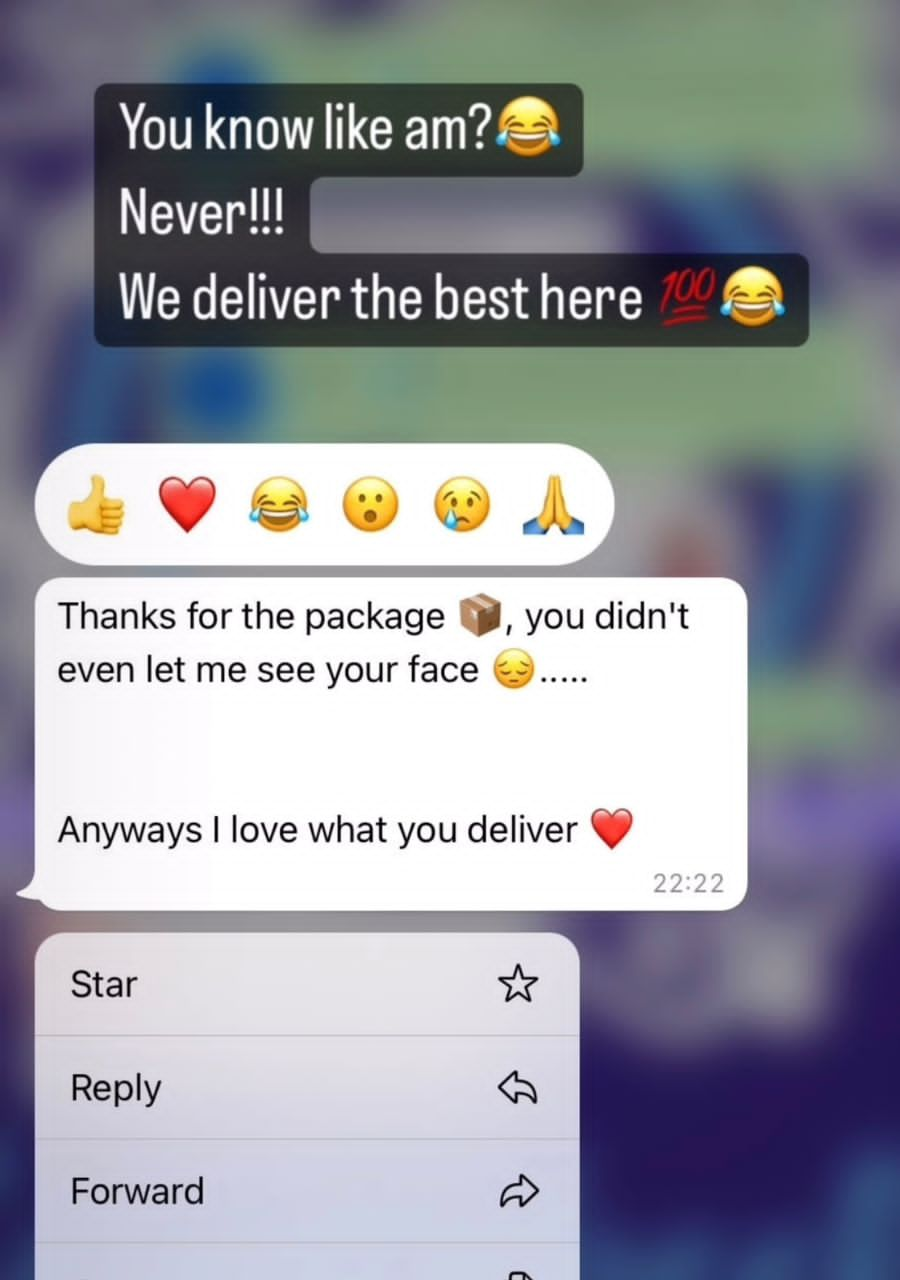 You know like am?😂
Never!!!
We deliver the best here 💯😂
👍 ❤️ 😂 😮 😢 🙏
Thanks for the package 📦, you didn't
even let me see your face 😔.....
Anyways I love what you deliver ❤️
22:22
Star
Reply
Forward